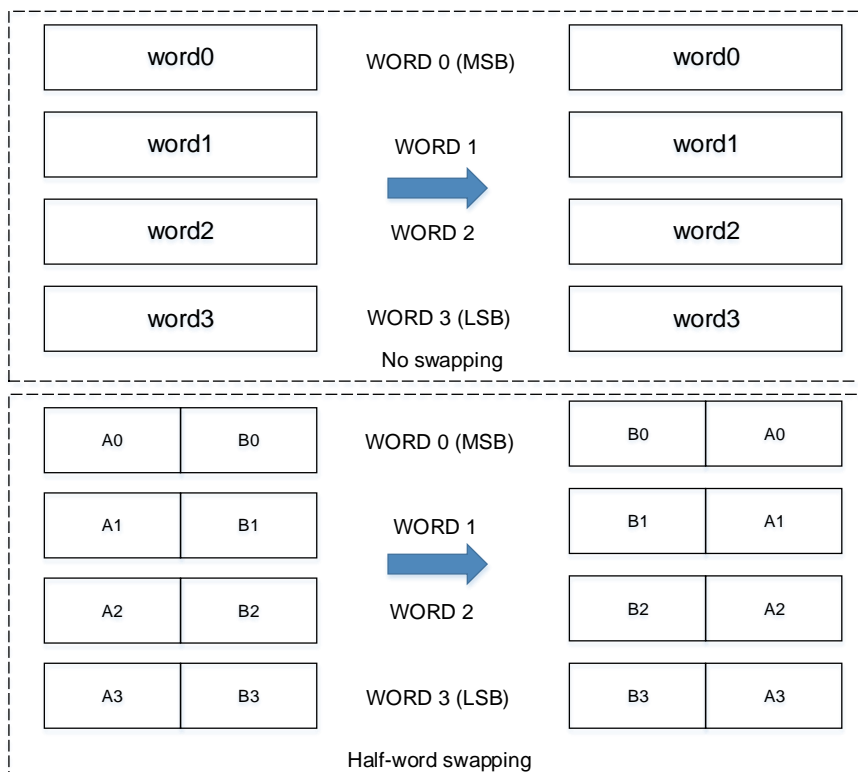 word0 WORD 0 (MSB) word0
word1 WORD 1 word1
word2 WORD 2 word2
word3 WORD 3 (LSB) word3
No swapping
A0 B0 WORD 0 (MSB) B0 A0
A1 B1 WORD 1 B1 A1
A2 B2 WORD 2 B2 A2
A3 B3 WORD 3 (LSB) B3 A3
Half-word swapping